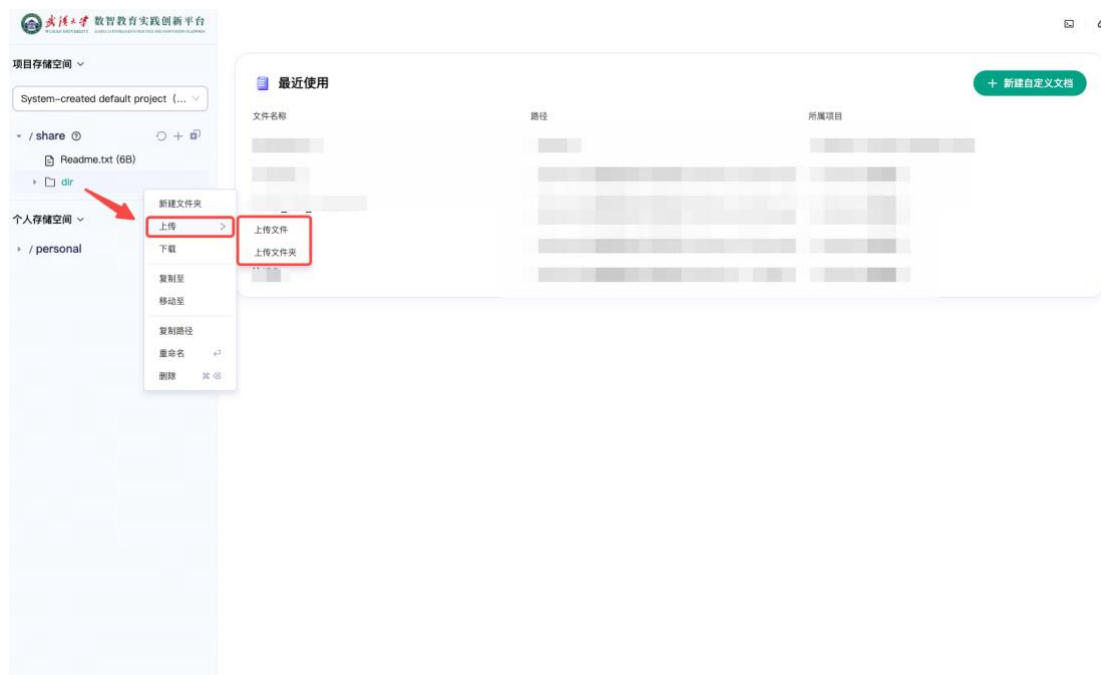 武汉大学 数智教育实践创新平台
项目存储空间
System-created default project (...
/ share
Readme.txt (6B)
dir
个人存储空间
/ personal
新建文件夹
上传 >
下载
复制至
移动至
复制路径
重命名
删除
上传文件
上传文件夹
最近使用
+ 新建自定义文档
文件名称 路径 所属项目